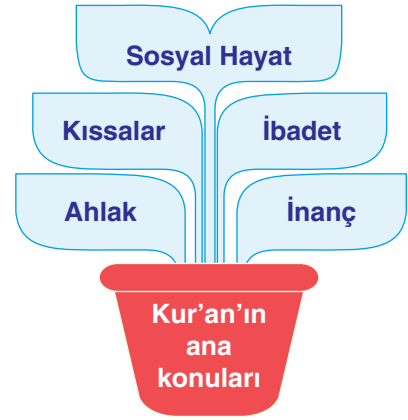 Sosyal Hayat
Kıssalar
İbadet
Ahlak
İnanç
Kur’an’ın
ana
konuları